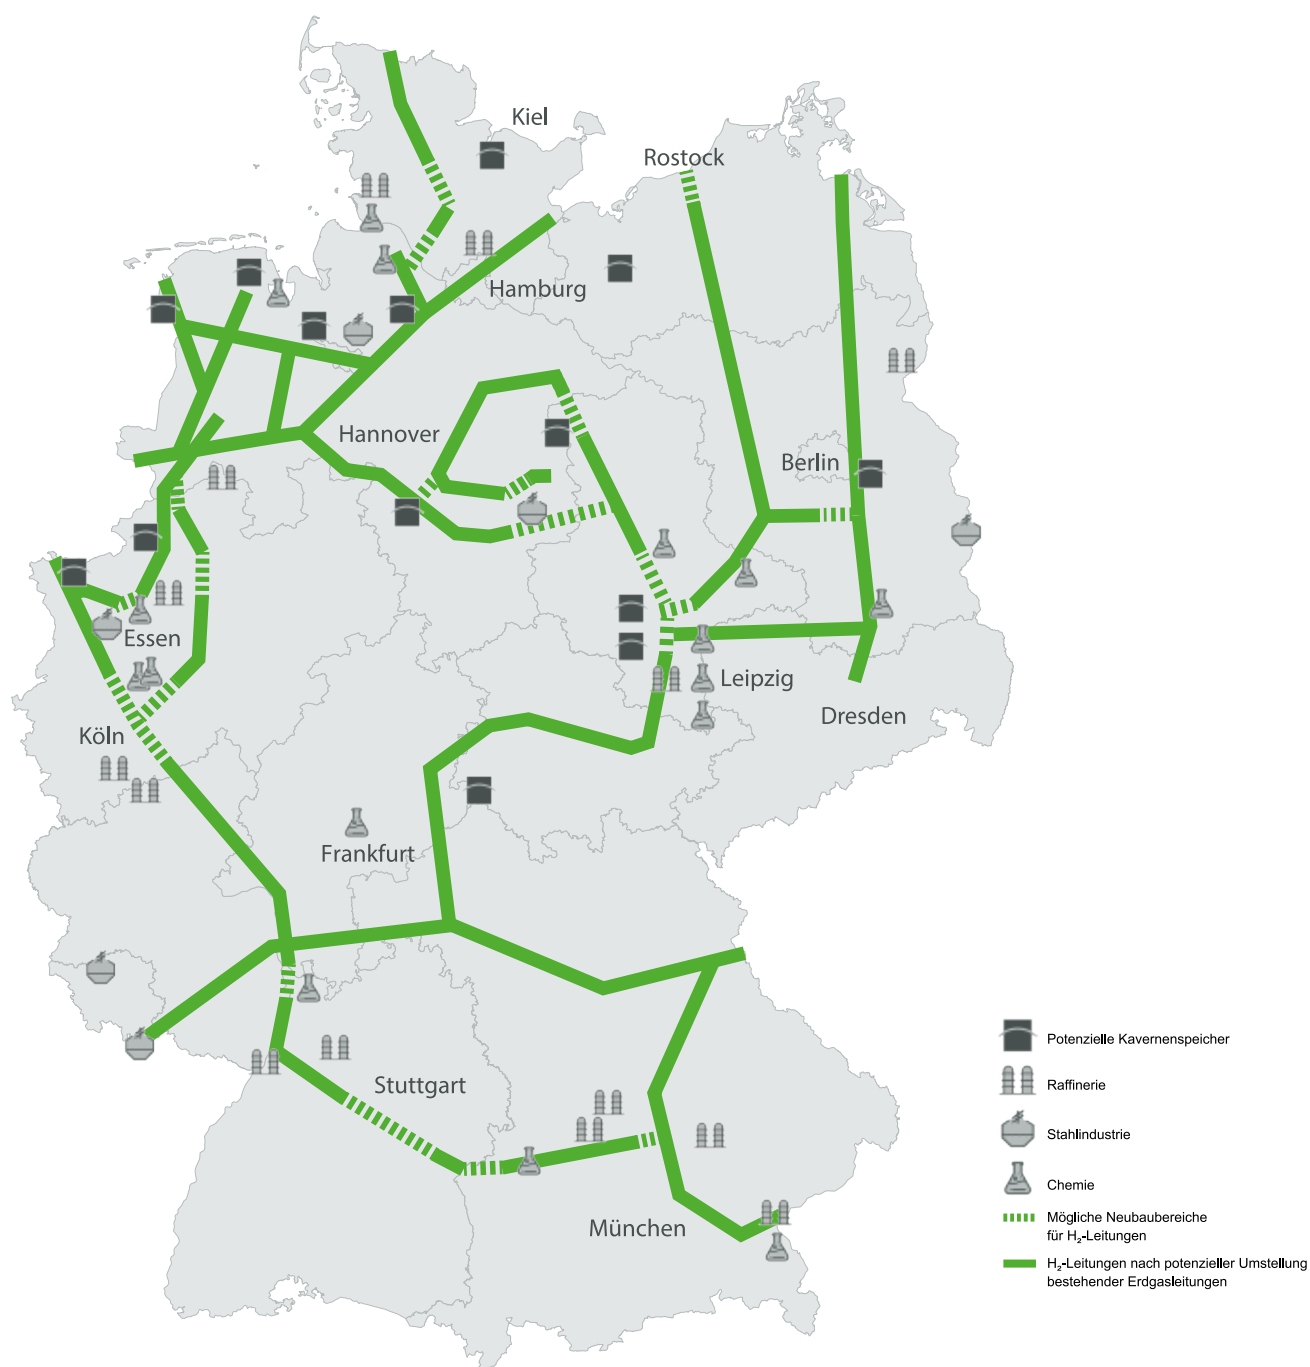 Kiel
Rostock
Hamburg
Hannover
Berlin
Essen
Leipzig
Dresden
Köln
Frankfurt
Stuttgart
München
Potenzielle Kavernenspeicher
Raffinerie
Stahlindustrie
Chemie
Mögliche Neubaubereiche
für H₂-Leitungen
H₂-Leitungen nach potenzieller Umstellung
bestehender Erdgasleitungen